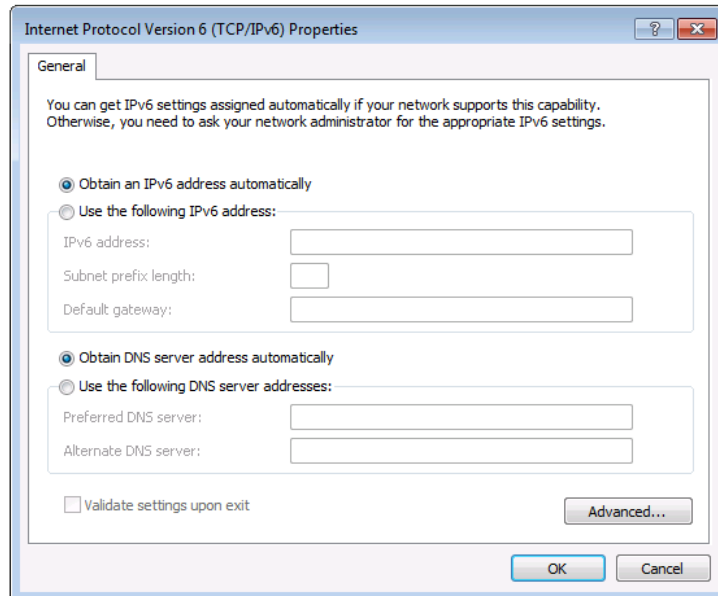 Internet Protocol Version 6 (TCP/IPv6) Properties
?
General
You can get IPv6 settings assigned automatically if your network supports this capability.
Otherwise, you need to ask your network administrator for the appropriate IPv6 settings.
Obtain an IPv6 address automatically
Use the following IPv6 address:
IPv6 address:
Subnet prefix length:
Default gateway:
Obtain DNS server address automatically
Use the following DNS server addresses:
Preferred DNS server:
Alternate DNS server:
Validate settings upon exit
Advanced...
OK Cancel